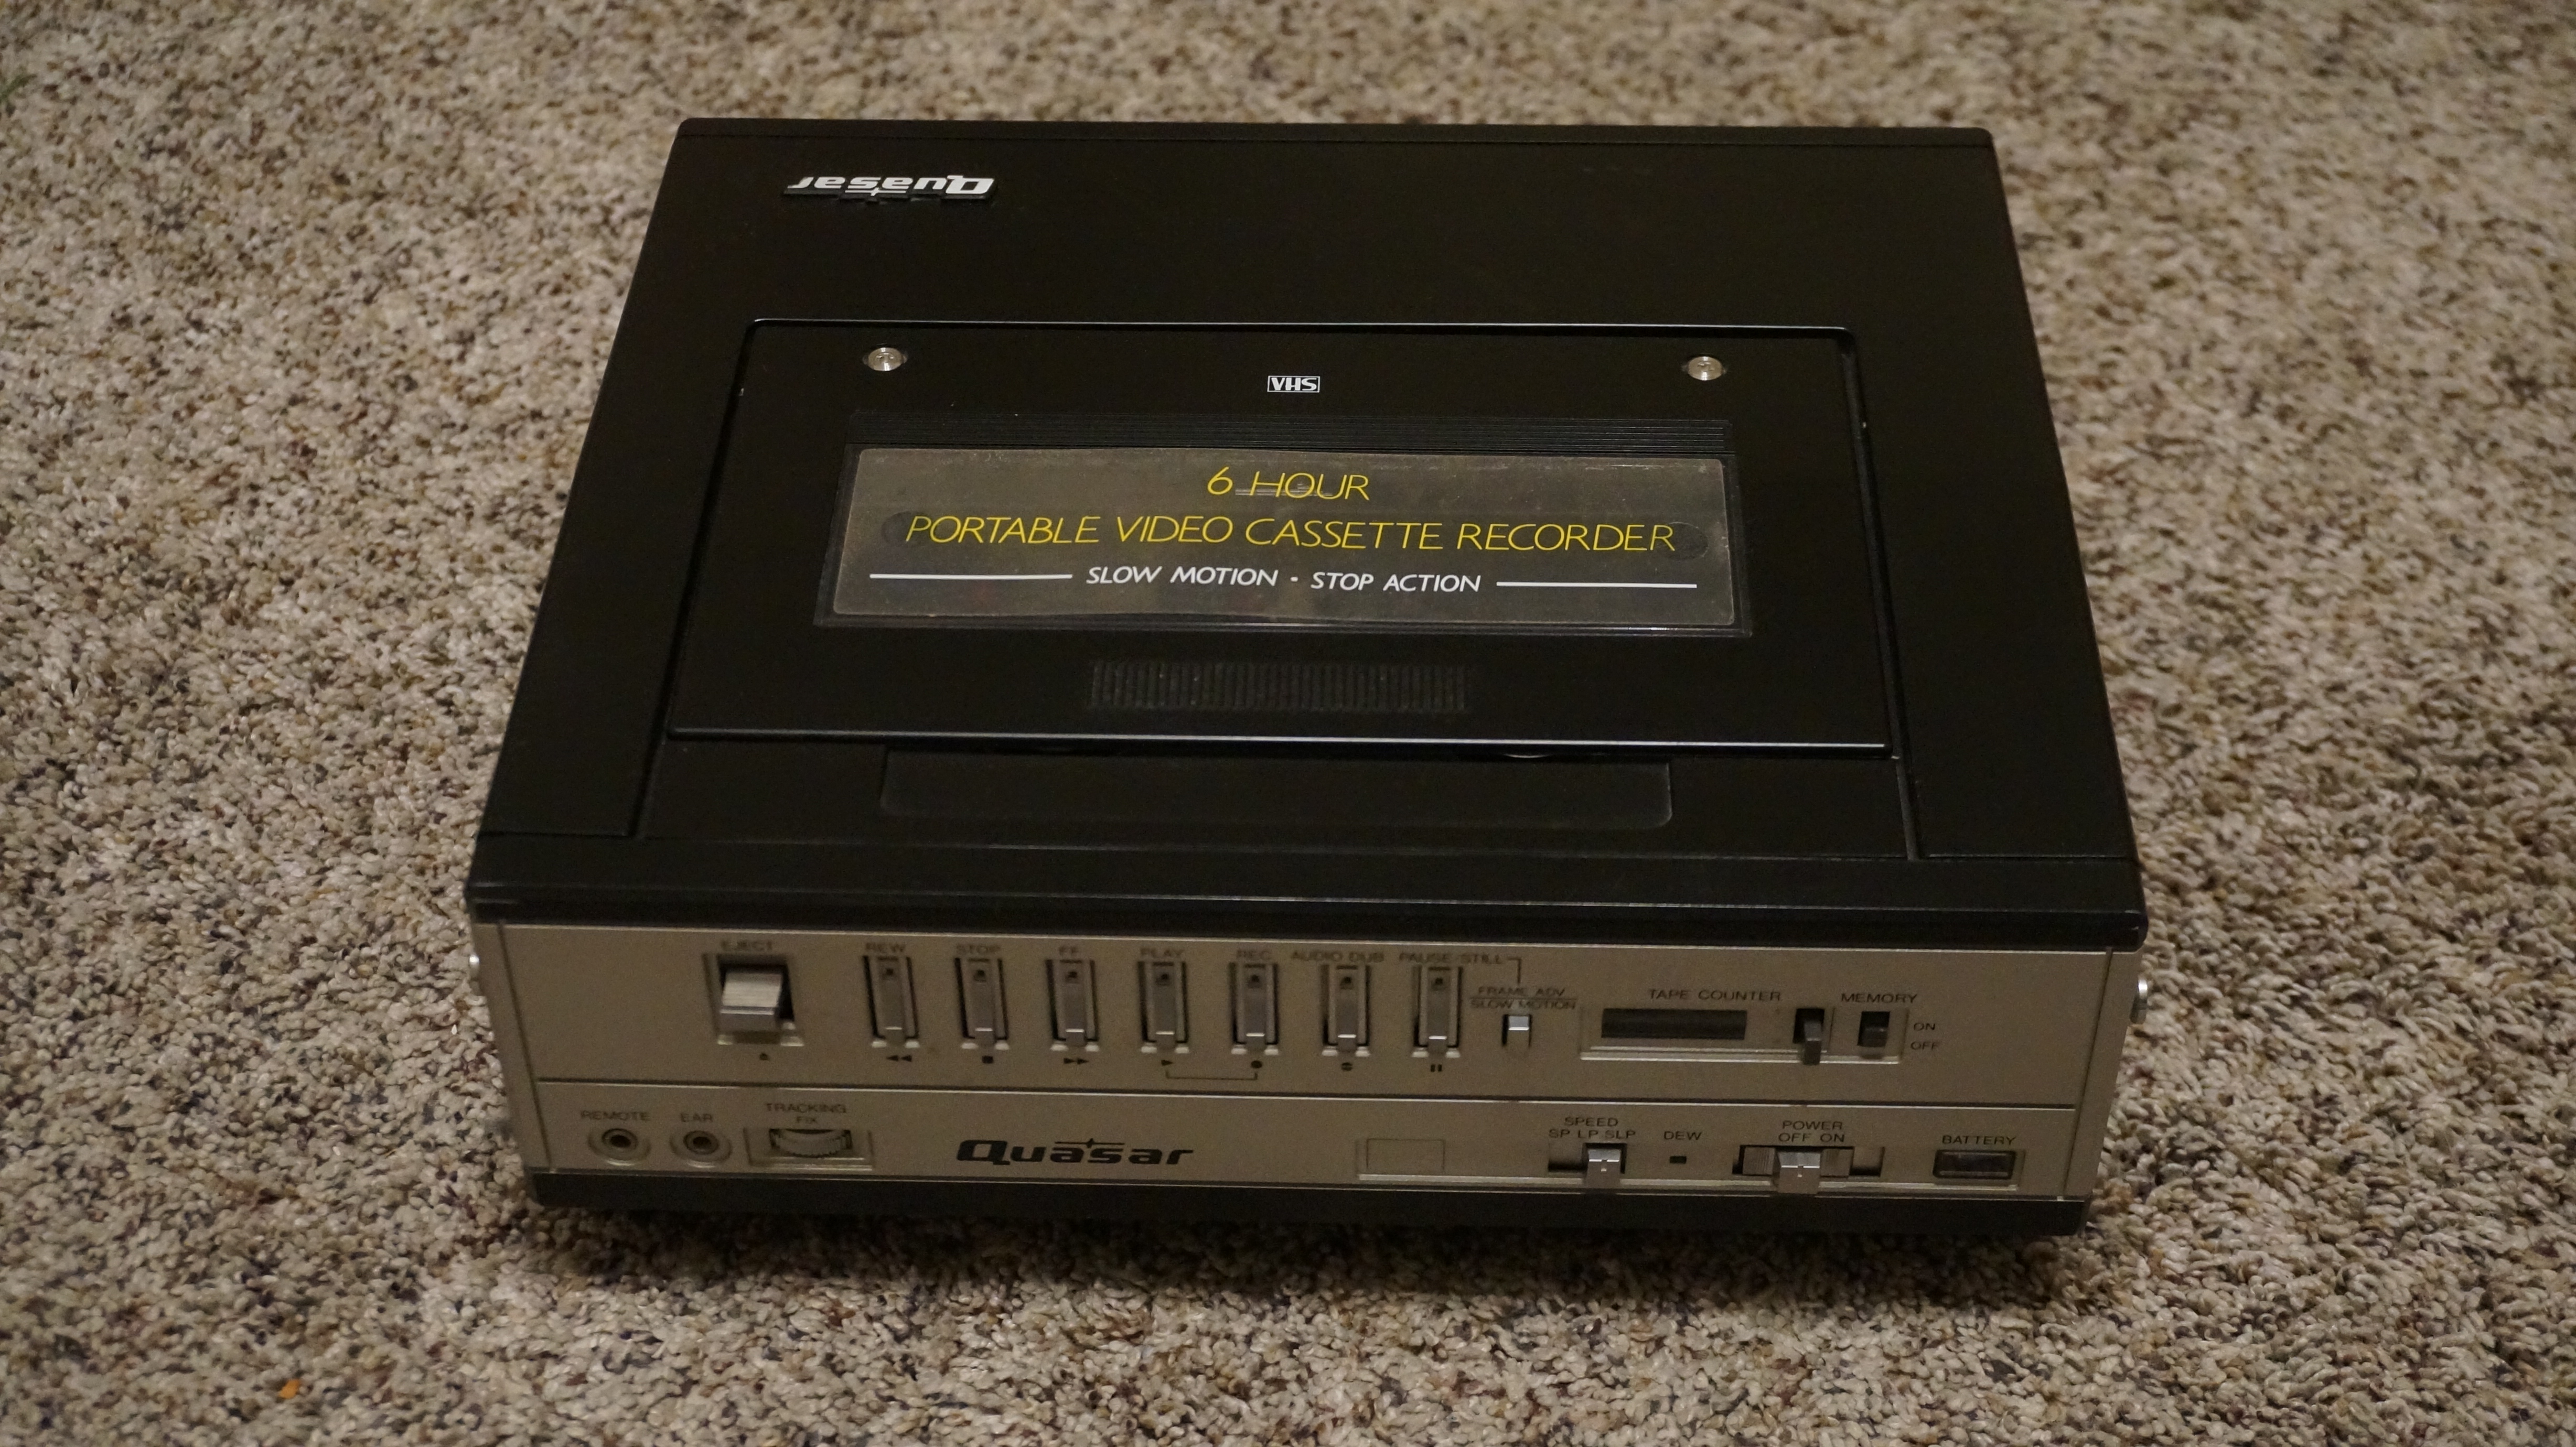 Quasar
VHS
6 HOUR
PORTABLE VIDEO CASSETTE RECORDER
SLOW MOTION · STOP ACTION
EJECT REW STOP FF PLAY REC AUDIO DUB PAUSE/STILL
FRAME ADV
SLOW MOTION
TAPE COUNTER MEMORY
ON
OFF
REMOTE EAR TRACKING
FIX
Quasar
SPEED
SP LP SLP
DEW
POWER
OFF ON
BATTERY